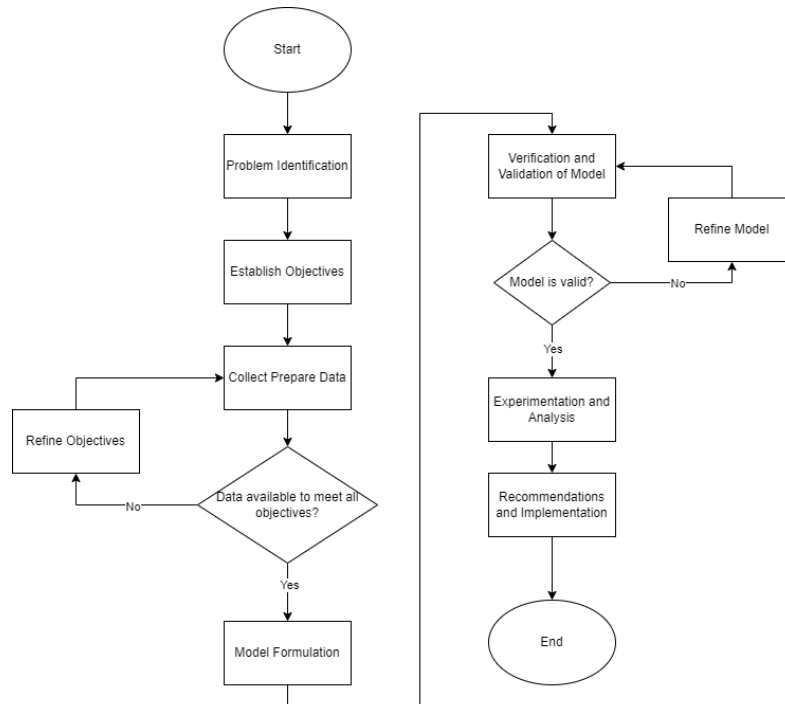 Start
Problem Identification
Establish Objectives
Collect Prepare Data
Refine Objectives
Data available to meet all
objectives?
No
Yes
Model Formulation
Verification and
Validation of Model
Refine Model
Model is valid?
No
Yes
Experimentation and
Analysis
Recommendations
and Implementation
End